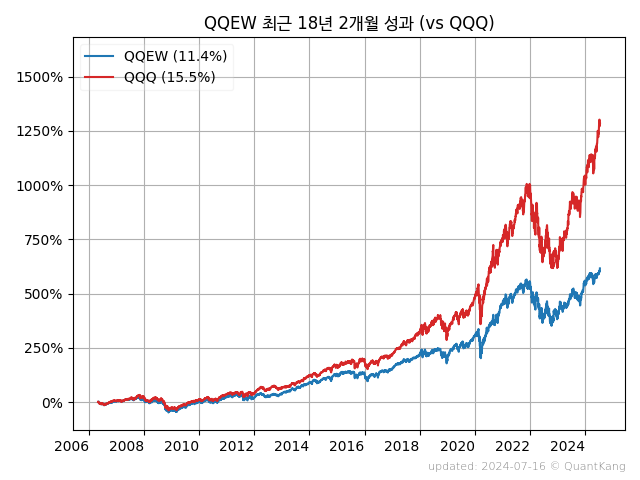 QQEW 최근 18년 2개월 성과 (vs QQQ)
QQEW (11.4%)
QQQ (15.5%)
1500%
1250%
1000%
750%
500%
250%
0%
2006 2008 2010 2012 2014 2016 2018 2020 2022 2024
updated: 2024-07-16 © QuantKang